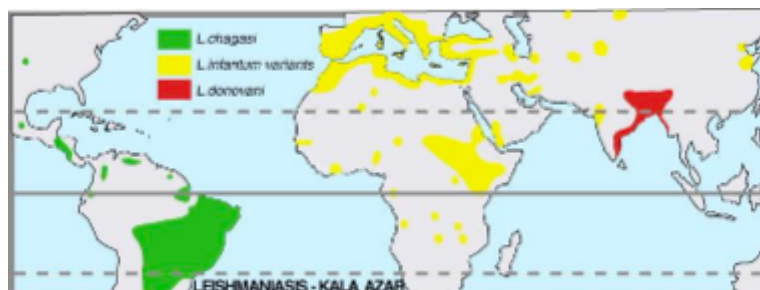 L.chagasi
L.infantum variants
L.donovani
LEISHMANIASIS - KALA AZAR